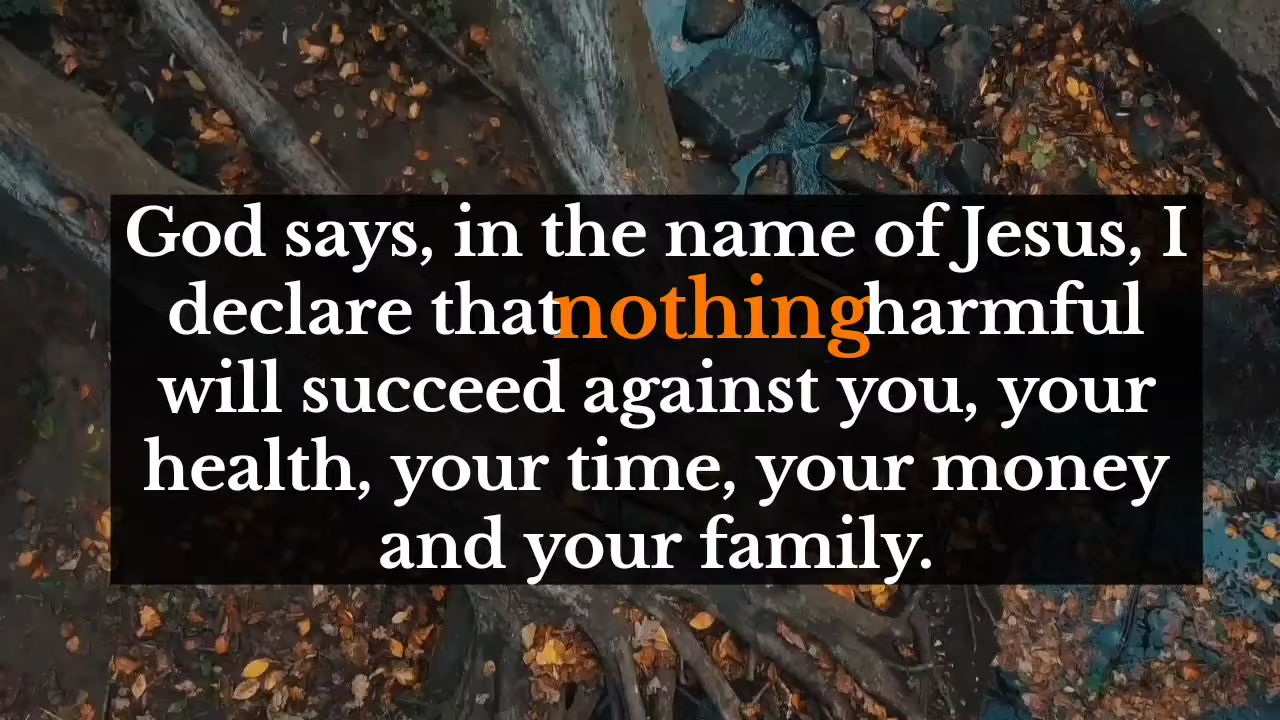 God says, in the name of Jesus, I
declare that nothing harmful
will succeed against you, your
health, your time, your money
and your family.